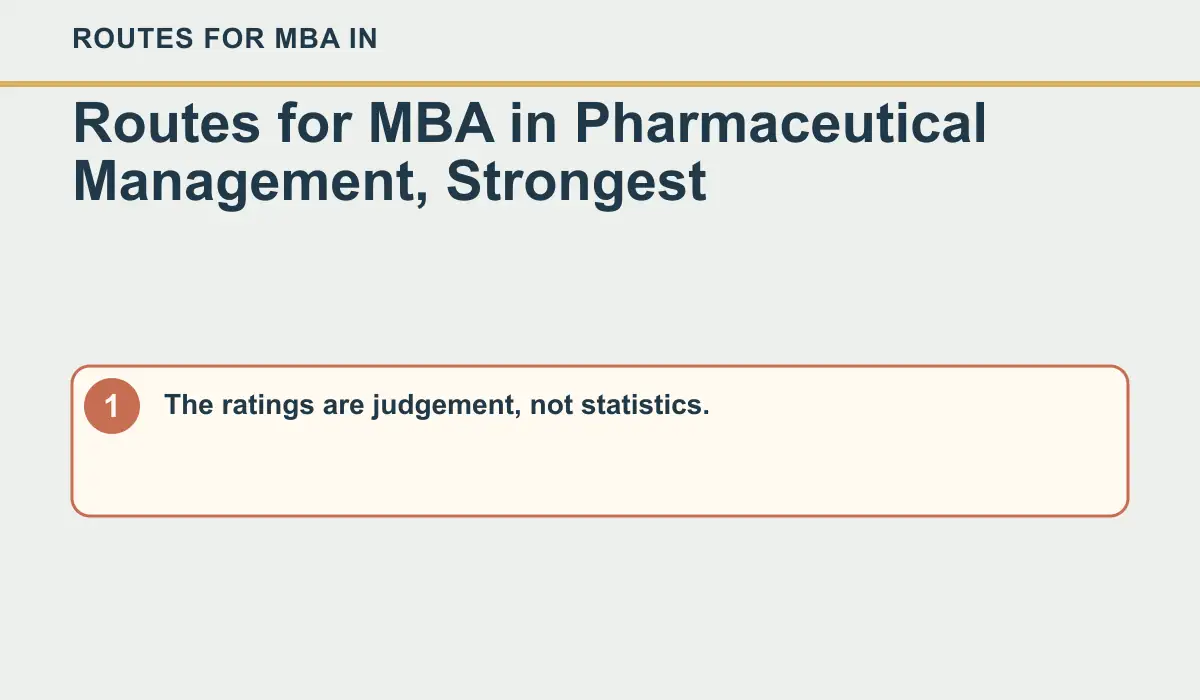 ROUTES FOR MBA IN
Routes for MBA in Pharmaceutical
Management, Strongest
1
The ratings are judgement, not statistics.